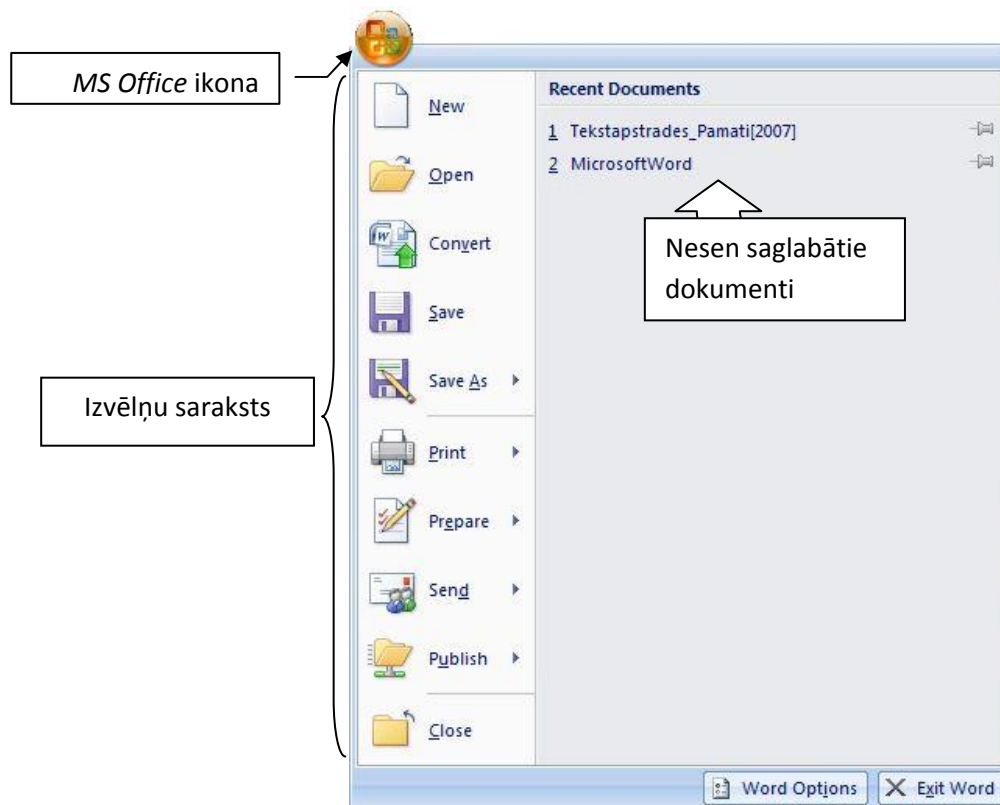 MS Office ikona
New
Open
Convert
Save
Save As
Print
Prepare
Send
Publish
Close
Izvēlņu saraksts
Recent Documents
1 Tekstapstrades_Pamati[2007]
2 MicrosoftWord
Nesen saglabātie
dokumenti
Word Options
Exit Word